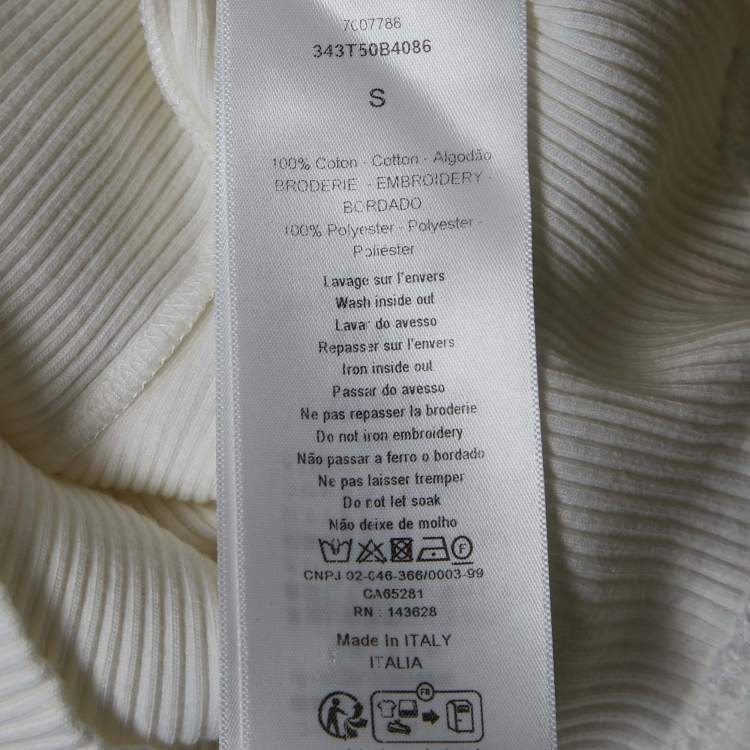 7C07788
343T50B4086
S
100% Coton - Cotton - Algodão
BRODERIE - EMBROIDERY -
BORDADO
100% Polyester - Polyester -
Poliéster
Lavage sur l'envers
Wash inside out
Lavar do avesso
Repasser sur l'envers
Iron inside out
Passar do avesso
Ne pas repasser la broderie
Do not iron embroidery
Não passar a ferro o bordado
Ne pas laisser tremper
Do not let soak
Não deixe de molho
F
CNPJ 02-046-366/0003-99
CA65281
RN : 143628
Made In ITALY
ITALIA
FR